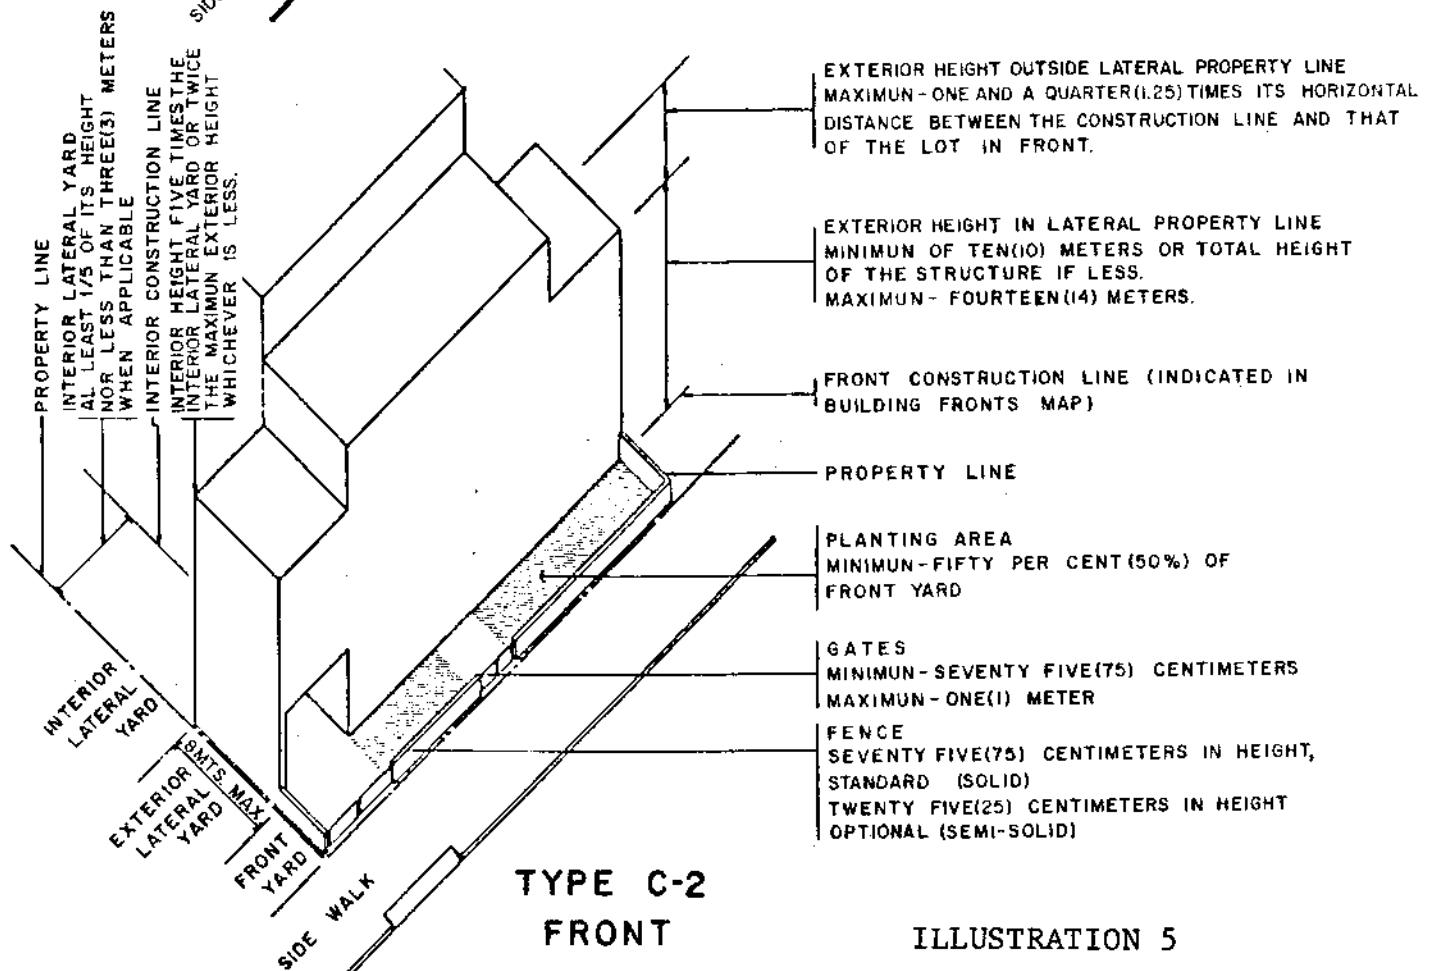 SIDE
PROPERTY LINE
INTERIOR LATERAL YARD
AL LEAST 1/5 OF ITS HEIGHT
NOR LESS THAN THREE(3) METERS
WHEN APPLICABLE
INTERIOR CONSTRUCTION LINE
INTERIOR HEIGHT FIVE TIMES THE
INTERIOR LATERAL YARD OR TWICE
THE MAXIMUN EXTERIOR HEIGHT
WHICHEVER IS LESS.
EXTERIOR HEIGHT OUTSIDE LATERAL PROPERTY LINE
MAXIMUN-ONE AND A QUARTER(1.25) TIMES ITS HORIZONTAL
DISTANCE BETWEEN THE CONSTRUCTION LINE AND THAT
OF THE LOT IN FRONT.
EXTERIOR HEIGHT IN LATERAL PROPERTY LINE
MINIMUN OF TEN(10) METERS OR TOTAL HEIGHT
OF THE STRUCTURE IF LESS.
MAXIMUN- FOURTEEN(14) METERS.
FRONT CONSTRUCTION LINE (INDICATED IN
BUILDING FRONTS MAP)
PROPERTY LINE
PLANTING AREA
MINIMUN-FIFTY PER CENT(50%) OF
FRONT YARD
GATES
MINIMUN-SEVENTY FIVE(75) CENTIMETERS
MAXIMUN-ONE(1) METER
FENCE
SEVENTY FIVE(75) CENTIMETERS IN HEIGHT,
STANDARD (SOLID)
TWENTY FIVE(25) CENTIMETERS IN HEIGHT
OPTIONAL (SEMI-SOLID)
INTERIOR
LATERAL
YARD
8MTS. MAX.
EXTERIOR
LATERAL
YARD
FRONT
YARD
SIDE WALK
TYPE C-2
FRONT
ILLUSTRATION 5